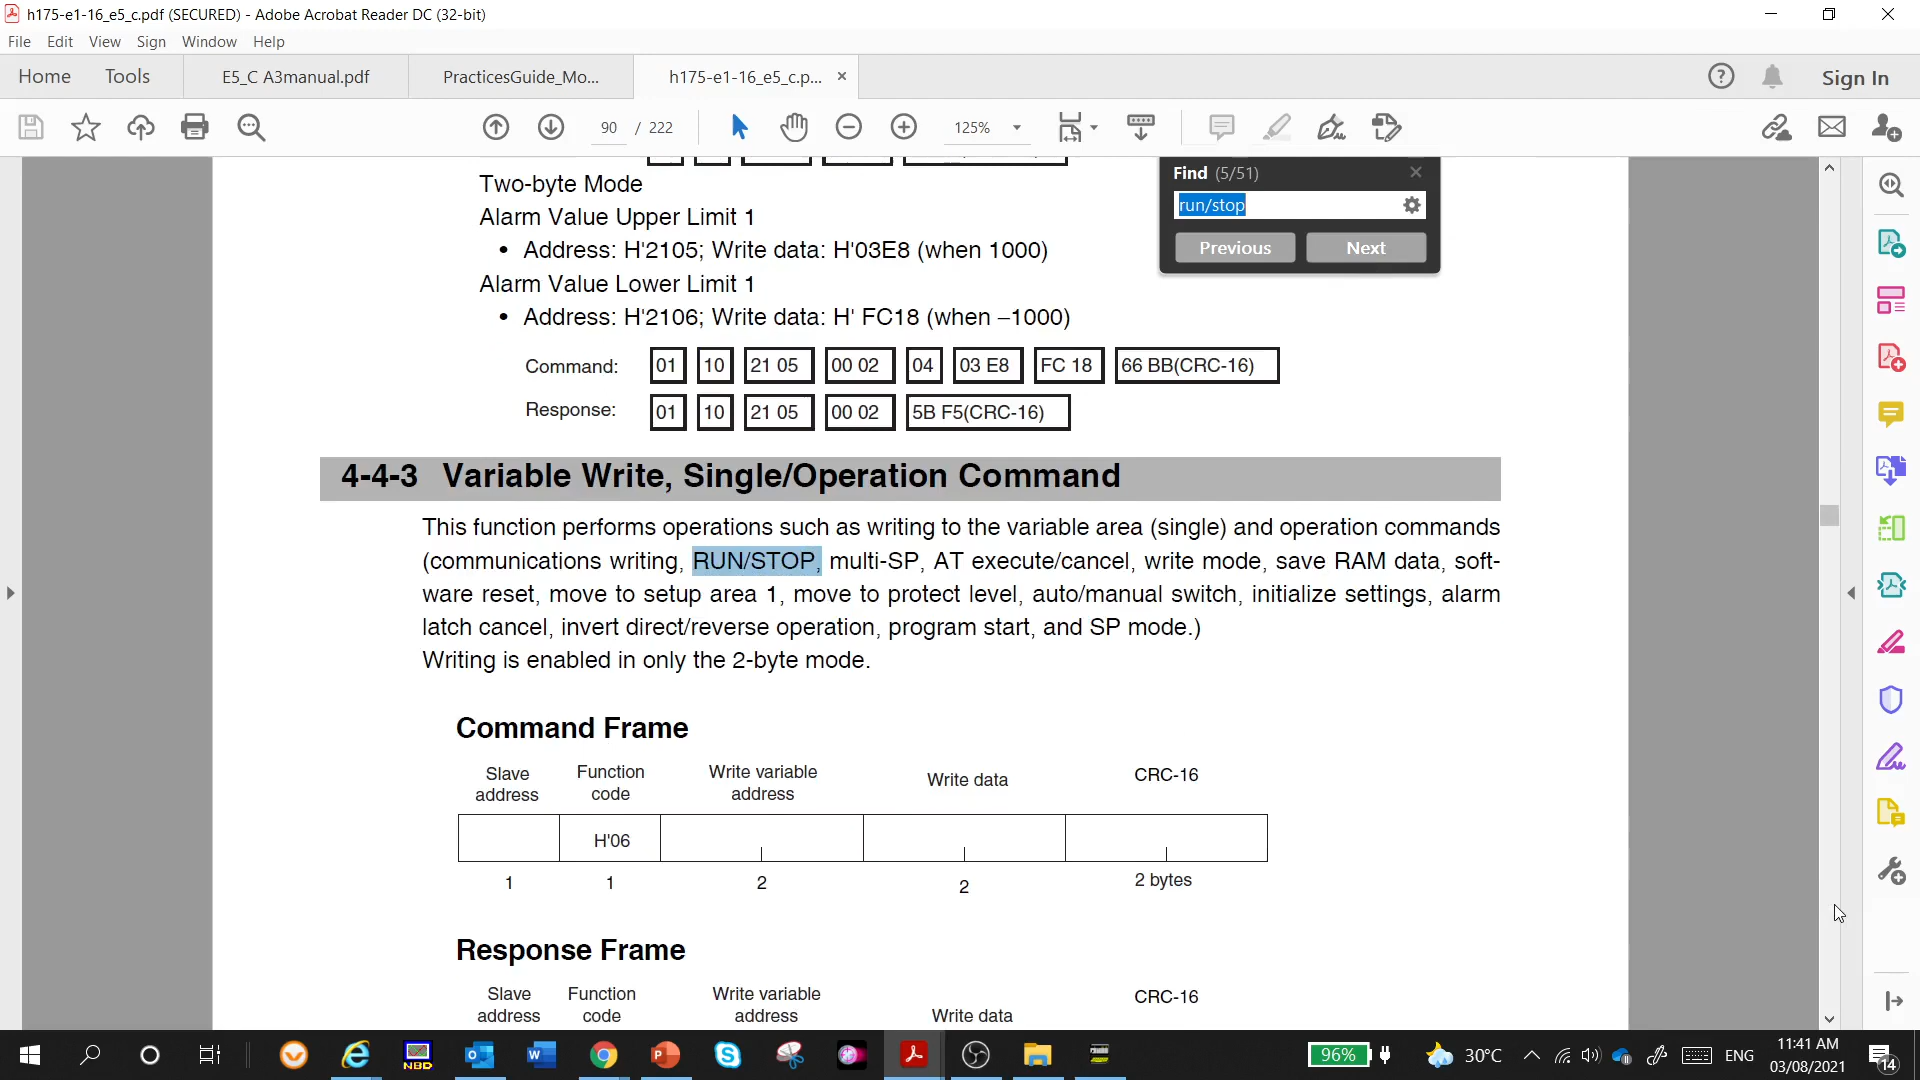 h175-e1-16_e5_c.pdf (SECURED) - Adobe Acrobat Reader DC (32-bit)
File Edit View Sign Window Help
Home Tools E5_C A3manual.pdf PracticesGuide_Mo... h175-e1-16_e5_c.p... × ? Sign In
90 / 222 125%
Find (5/51)
run/stop
Previous Next
Two-byte Mode
Alarm Value Upper Limit 1
• Address: H'2105; Write data: H'03E8 (when 1000)
Alarm Value Lower Limit 1
• Address: H'2106; Write data: H' FC18 (when −1000)
Command: 01 10 21 05 00 02 04 03 E8 FC 18 66 BB(CRC-16)
Response: 01 10 21 05 00 02 5B F5(CRC-16)
4-4-3 Variable Write, Single/Operation Command
This function performs operations such as writing to the variable area (single) and operation commands
(communications writing, RUN/STOP, multi-SP, AT execute/cancel, write mode, save RAM data, soft-
ware reset, move to setup area 1, move to protect level, auto/manual switch, initialize settings, alarm
latch cancel, invert direct/reverse operation, program start, and SP mode.)
Writing is enabled in only the 2-byte mode.
Command Frame
Slave address Function code Write variable address Write data CRC-16
H'06
1 1 2 2 2 bytes
Response Frame
Slave address Function code Write variable address Write data CRC-16
NBD 96% 30°C ENG 11:41 AM
03/08/2021 14